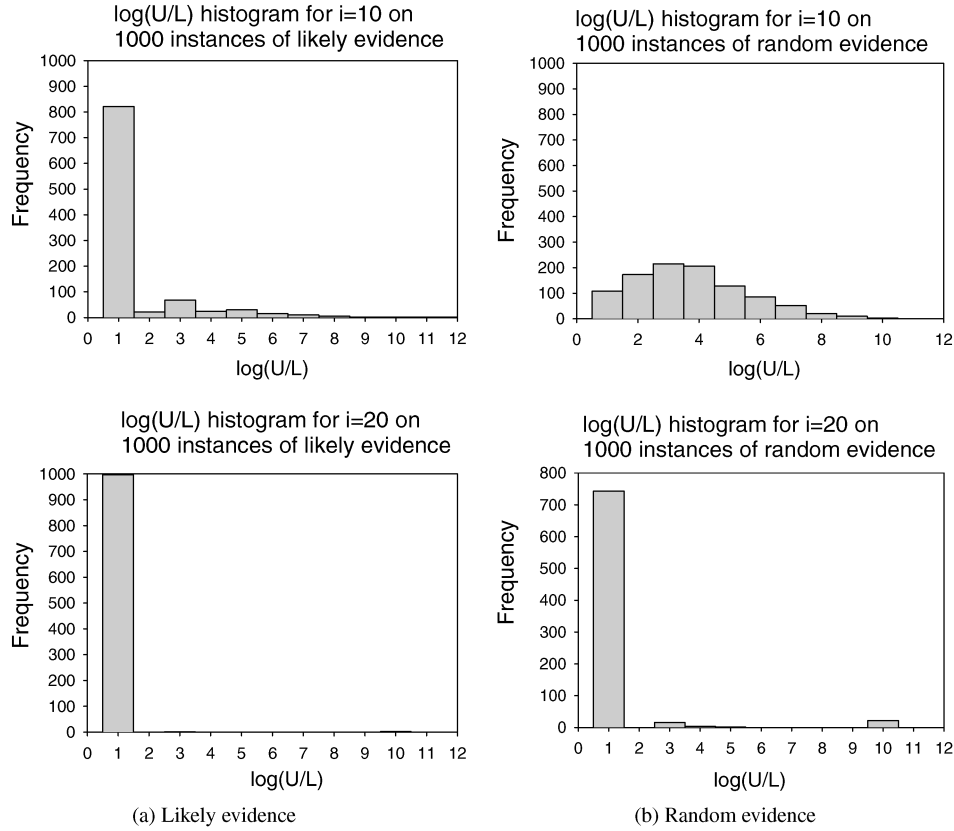 log(U/L) histogram for i=10 on
1000 instances of likely evidence
1000
900
800
700
600
500
400
300
200
100
0
Frequency
0 1 2 3 4 5 6 7 8 9 10 11 12
log(U/L)
log(U/L) histogram for i=10 on
1000 instances of random evidence
1000
900
800
700
600
500
400
300
200
100
0
Frequency
0 2 4 6 8 10 12
log(U/L)
log(U/L) histogram for i=20 on
1000 instances of likely evidence
1000
900
800
700
600
500
400
300
200
100
0
Frequency
0 1 2 3 4 5 6 7 8 9 10 11 12
log(U/L)
(a) Likely evidence
log(U/L) histogram for i=20 on
1000 instances of random evidence
800
700
600
500
400
300
200
100
0
Frequency
0 1 2 3 4 5 6 7 8 9 10 11 12
log(U/L)
(b) Random evidence